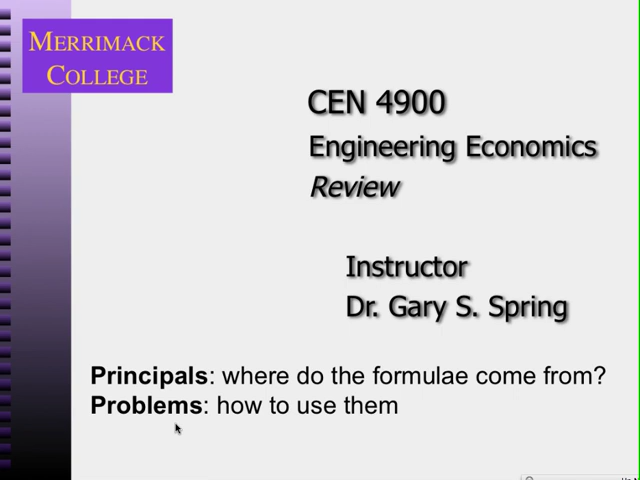 MERRIMACK
COLLEGE
CEN 4900
Engineering Economics
Review
Instructor
Dr. Gary S. Spring
Principals: where do the formulae come from?
Problems: how to use them